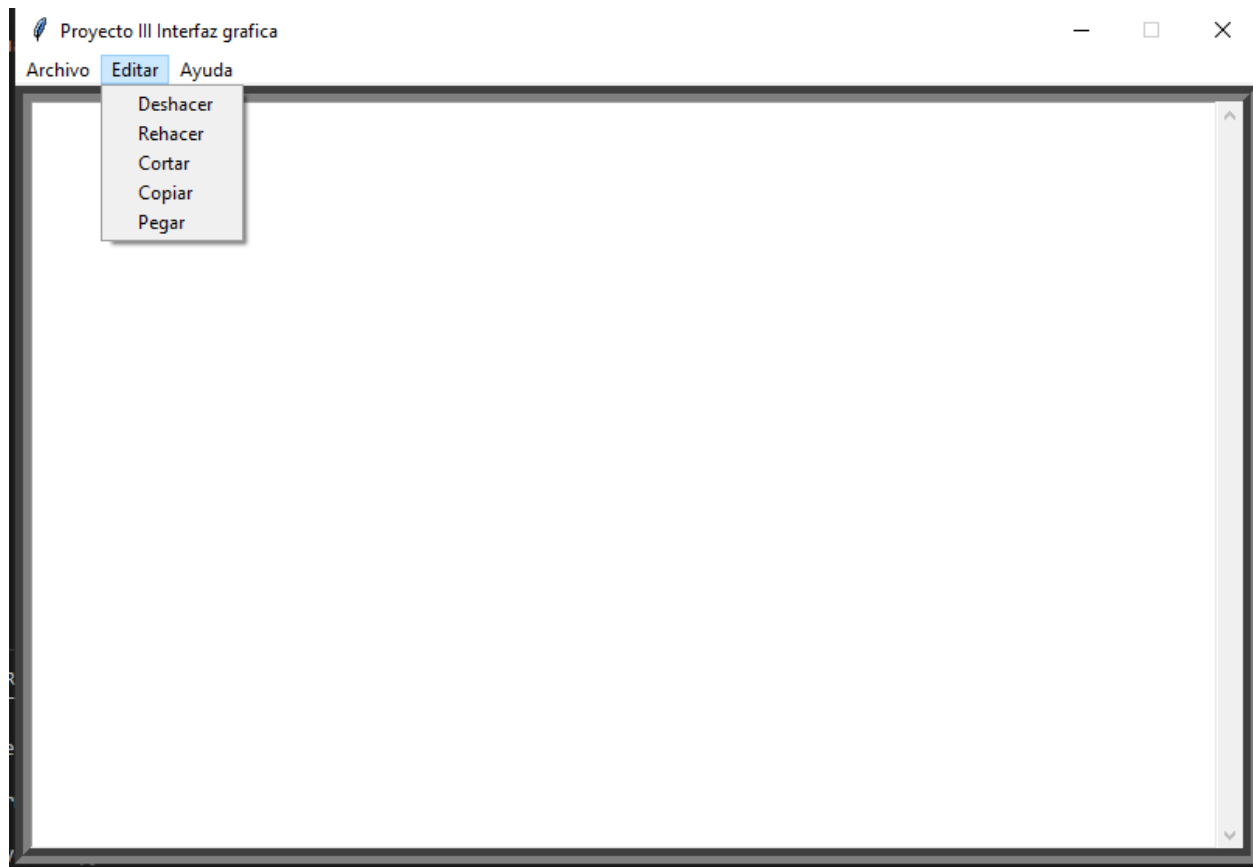 Proyecto III Interfaz grafica
Archivo Editar Ayuda
Deshacer
Rehacer
Cortar
Copiar
Pegar